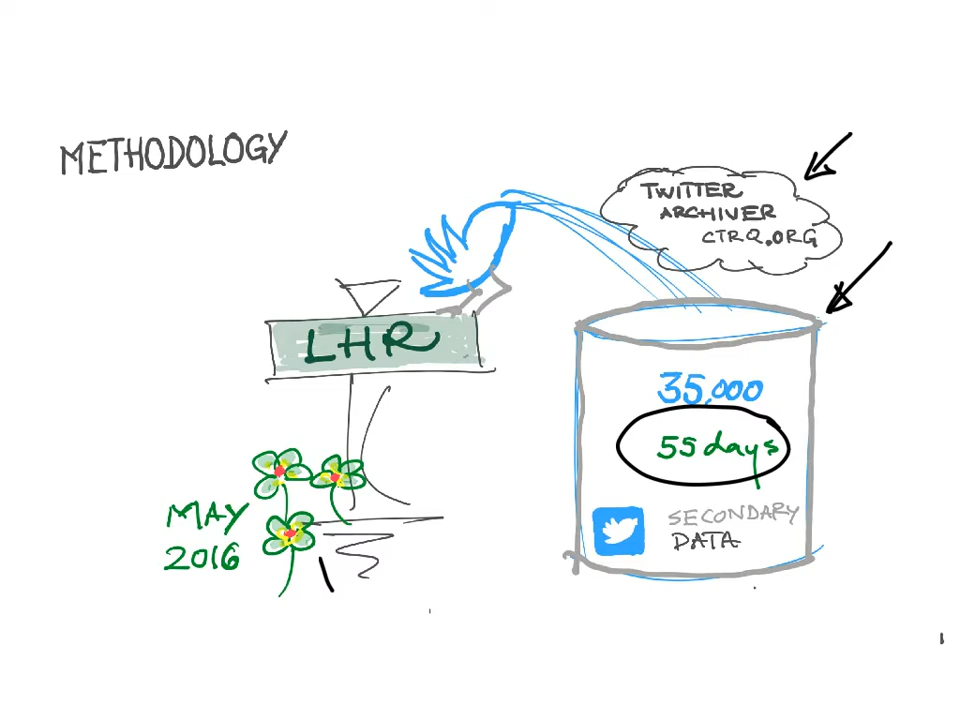 METHODOLOGY
TWITTER
ARCHIVER
CTRQ.ORG
LHR
35,000
55 days
MAY
2016
SECONDARY
DATA